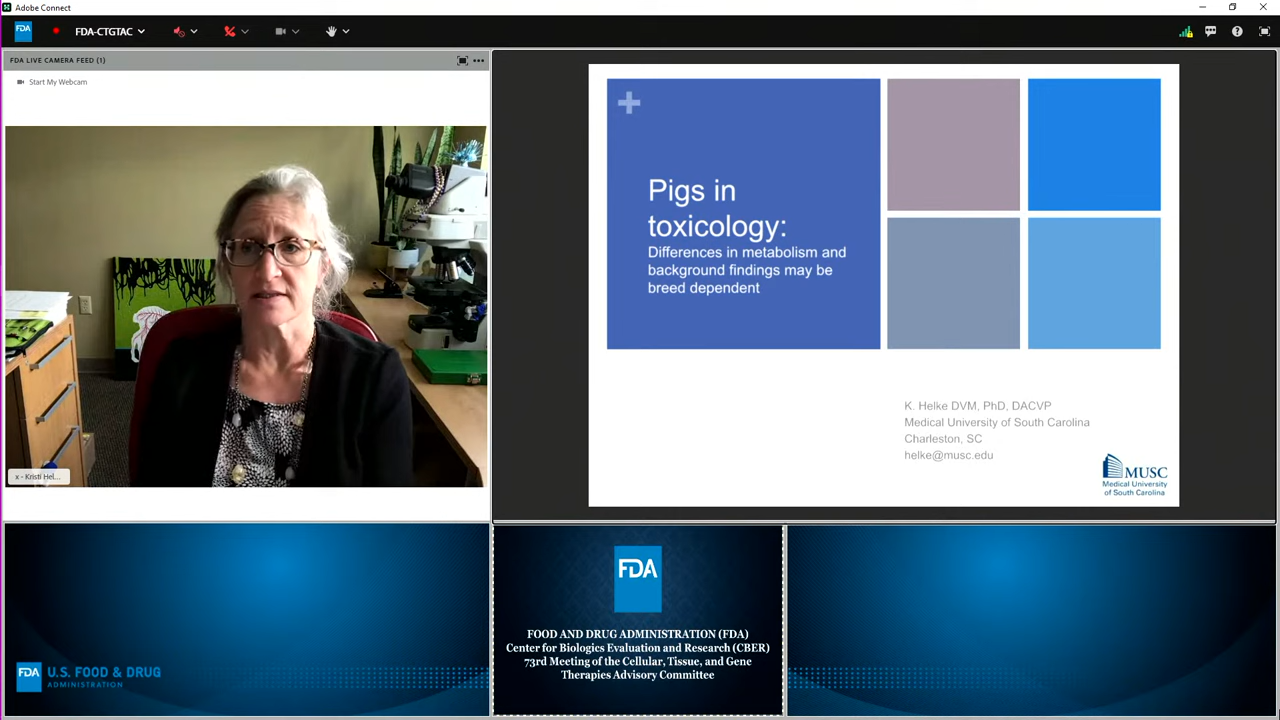 Adobe Connect
FDA
FDA-CTGTAC
FDA LIVE CAMERA FEED (1)
Start My Webcam
x - Kristi Hel...
+
Pigs in
toxicology:
Differences in metabolism and
background findings may be
breed dependent
K. Helke DVM, PhD, DACVP
Medical University of South Carolina
Charleston, SC
helke@musc.edu
MUSC
Medical University
of South Carolina
FDA
U.S. FOOD & DRUG
ADMINISTRATION
FDA
FOOD AND DRUG ADMINISTRATION (FDA)
Center for Biologics Evaluation and Research (CBER)
73rd Meeting of the Cellular, Tissue, and Gene
Therapies Advisory Committee